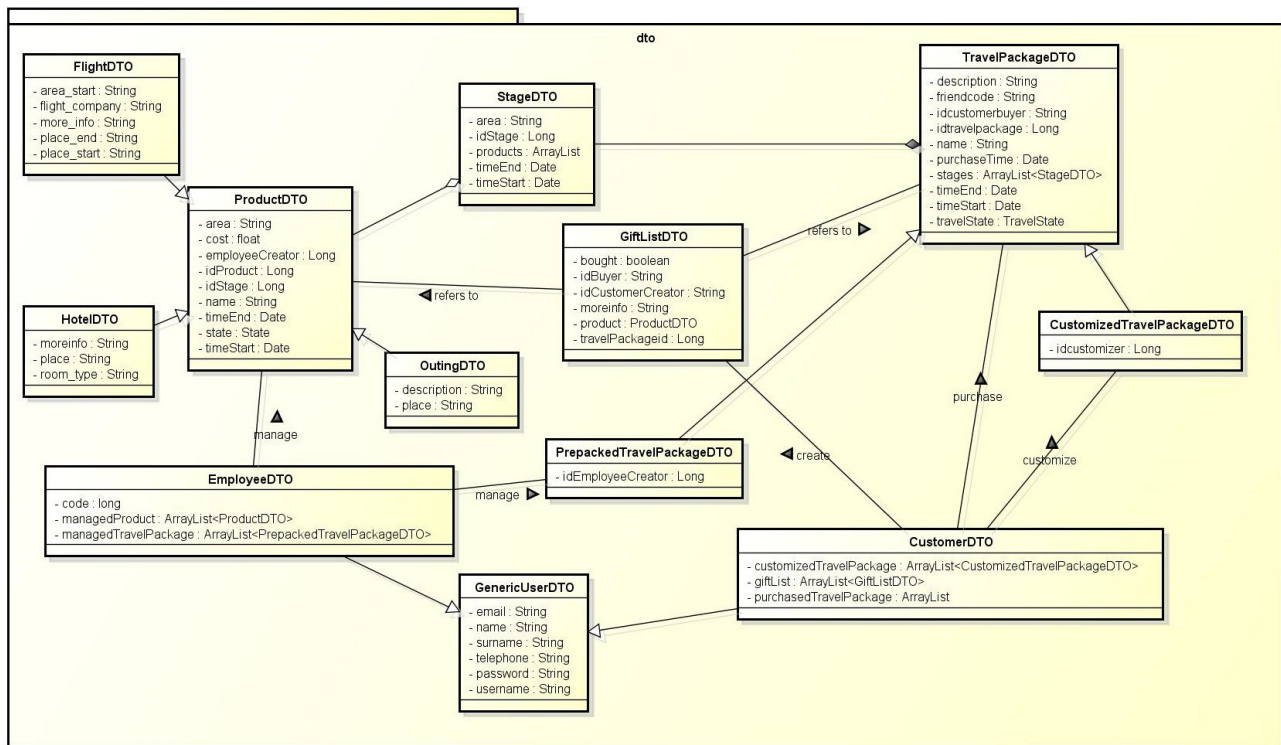 dto
FlightDTO
- area_start : String
- flight_company : String
- more_info : String
- place_end : String
- place_start : String
StageDTO
- area : String
- idStage : Long
- products : ArrayList
- timeEnd : Date
- timeStart : Date
TravelPackageDTO
- description : String
- friendcode : String
- idcustomerbuyer : String
- idtravelpackage : Long
- name : String
- purchaseTime : Date
- stages : ArrayList<StageDTO>
- timeEnd : Date
- timeStart : Date
- travelState : TravelState
ProductDTO
- area : String
- cost : float
- employeeCreator : Long
- idProduct : Long
- idStage : Long
- name : String
- timeEnd : Date
- state : State
- timeStart : Date
GiftListDTO
- bought : boolean
- idBuyer : String
- idCustomerCreator : String
- moreinfo : String
- product : ProductDTO
- travelPackageid : Long
refers to
refers to
HotelDTO
- moreinfo : String
- place : String
- room_type : String
OutingDTO
- description : String
- place : String
CustomizedTravelPackageDTO
- idcustomizer : Long
purchase
manage
PrepackedTravelPackageDTO
- idEmployeeCreator : Long
create
customize
EmployeeDTO
- code : long
- managedProduct : ArrayList<ProductDTO>
- managedTravelPackage : ArrayList<PrepackedTravelPackageDTO>
manage
CustomerDTO
- customizedTravelPackage : ArrayList<CustomizedTravelPackageDTO>
- giftList : ArrayList<GiftListDTO>
- purchasedTravelPackage : ArrayList
GenericUserDTO
- email : String
- name : String
- surname : String
- telephone : String
- password : String
- username : String